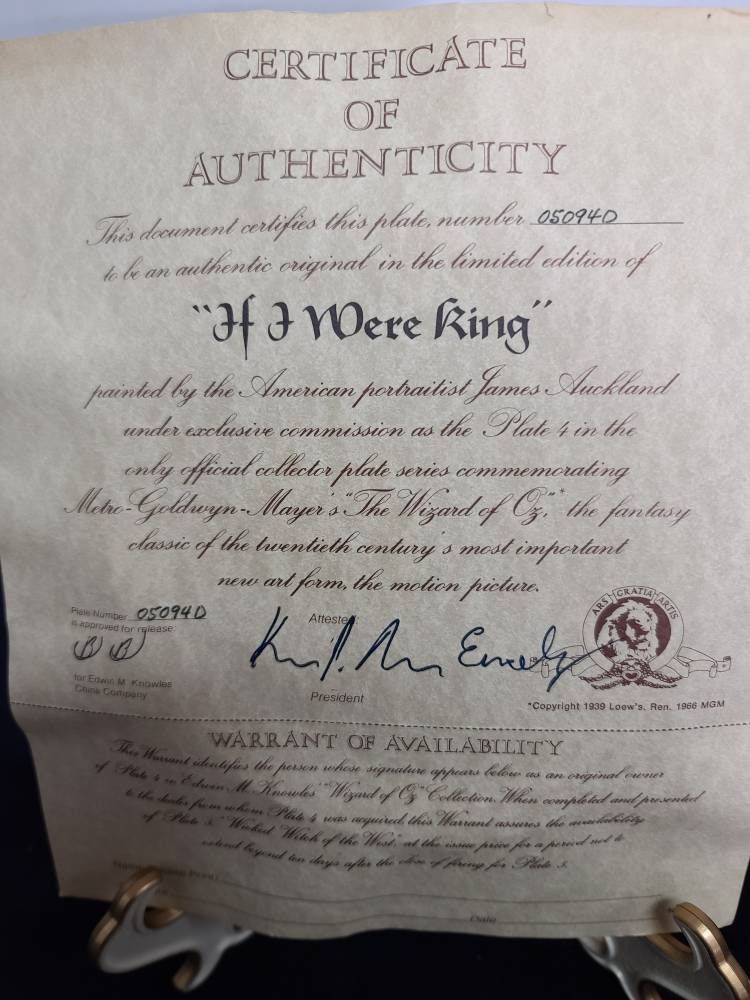 CERTIFICATE
OF
AUTHENTICITY
This document certifies this plate, number 05094D
to be an authentic original in the limited edition of
"If I Were King"
painted by the American portraitist James Auckland
under exclusive commission as the Plate 4 in the
only official collector plate series commemorating
Metro-Goldwyn-Mayer's "The Wizard of Oz,"* the fantasy
classic of the twentieth century's most important
new art form, the motion picture.
Plate Number 05094D
is approved for release
for Edwin M. Knowles
China Company
Attested
President
ARS GRATIA ARTIS
*Copyright 1939 Loew's, Ren. 1966 MGM
WARRANT OF AVAILABILITY
This Warrant identifies the person whose signature appears below as an original owner
of Plate 4 in Edwin M. Knowles' "Wizard of Oz" Collection. When completed and presented
to the dealer from whom Plate 4 was acquired, this Warrant assures the availability
of Plate 5, "Wicked Witch of the West," at the issue price for a period not to
extend beyond ten days after the close of firing for Plate 5.
Date